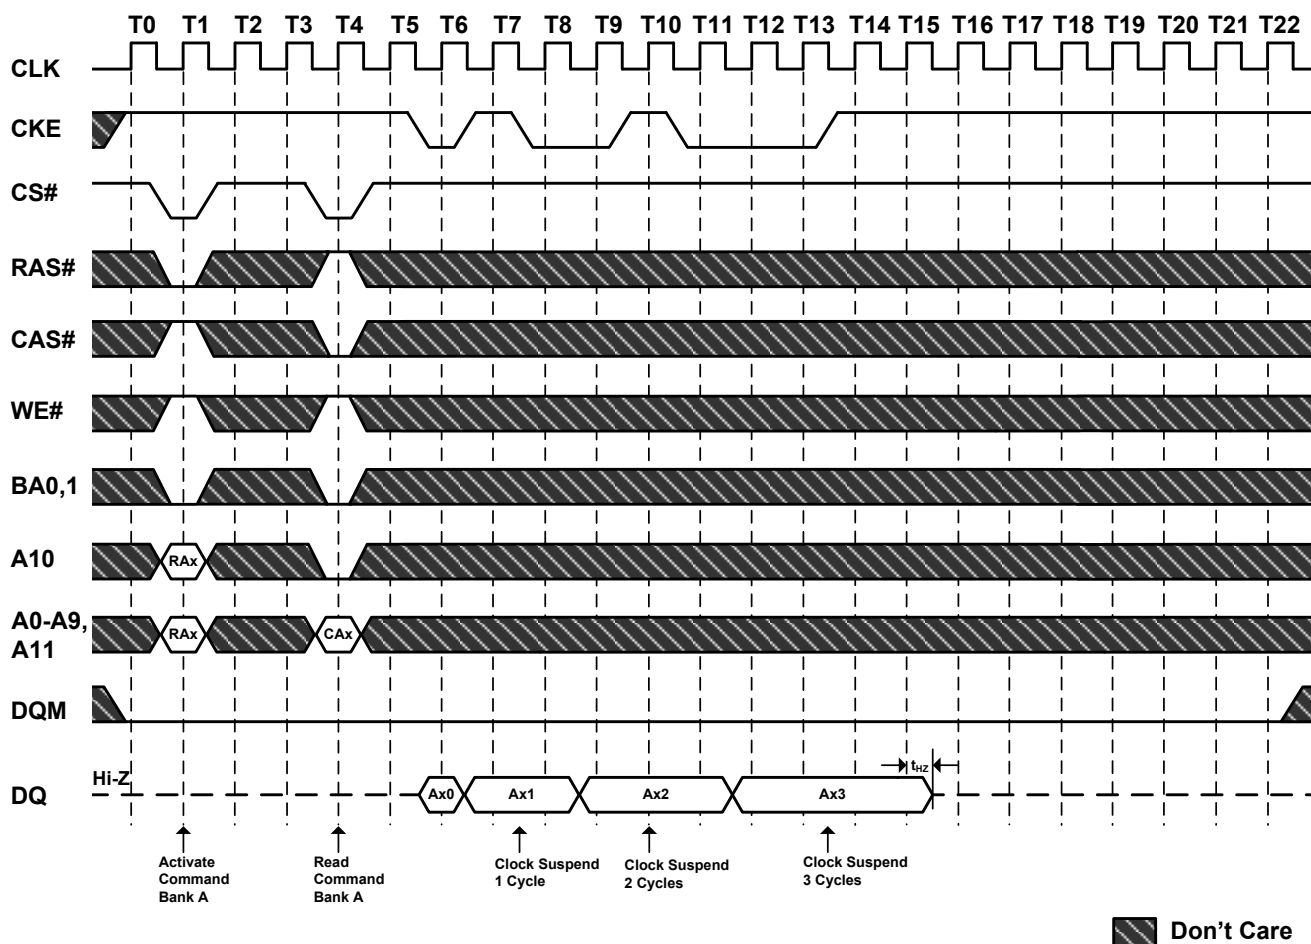 T0 T1 T2 T3 T4 T5 T6 T7 T8 T9 T10 T11 T12 T13 T14 T15 T16 T17 T18 T19 T20 T21 T22
CLK
CKE
CS#
RAS#
CAS#
WE#
BA0,1
A10
RAx
A0-A9,
A11
RAx CAx
DQM
tHZ
Hi-Z
DQ
Ax0 Ax1 Ax2 Ax3
Activate
Command
Bank A
Read
Command
Bank A
Clock Suspend
1 Cycle
Clock Suspend
2 Cycles
Clock Suspend
3 Cycles
Don't Care